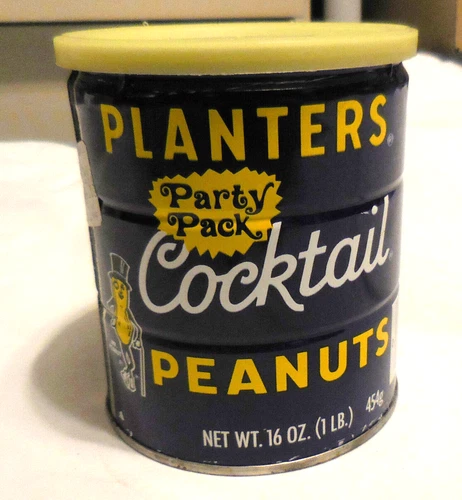 PLANTERS®
Party
Pack
Cocktail
PEANUTS
NET WT. 16 OZ. (1 LB.) 454g